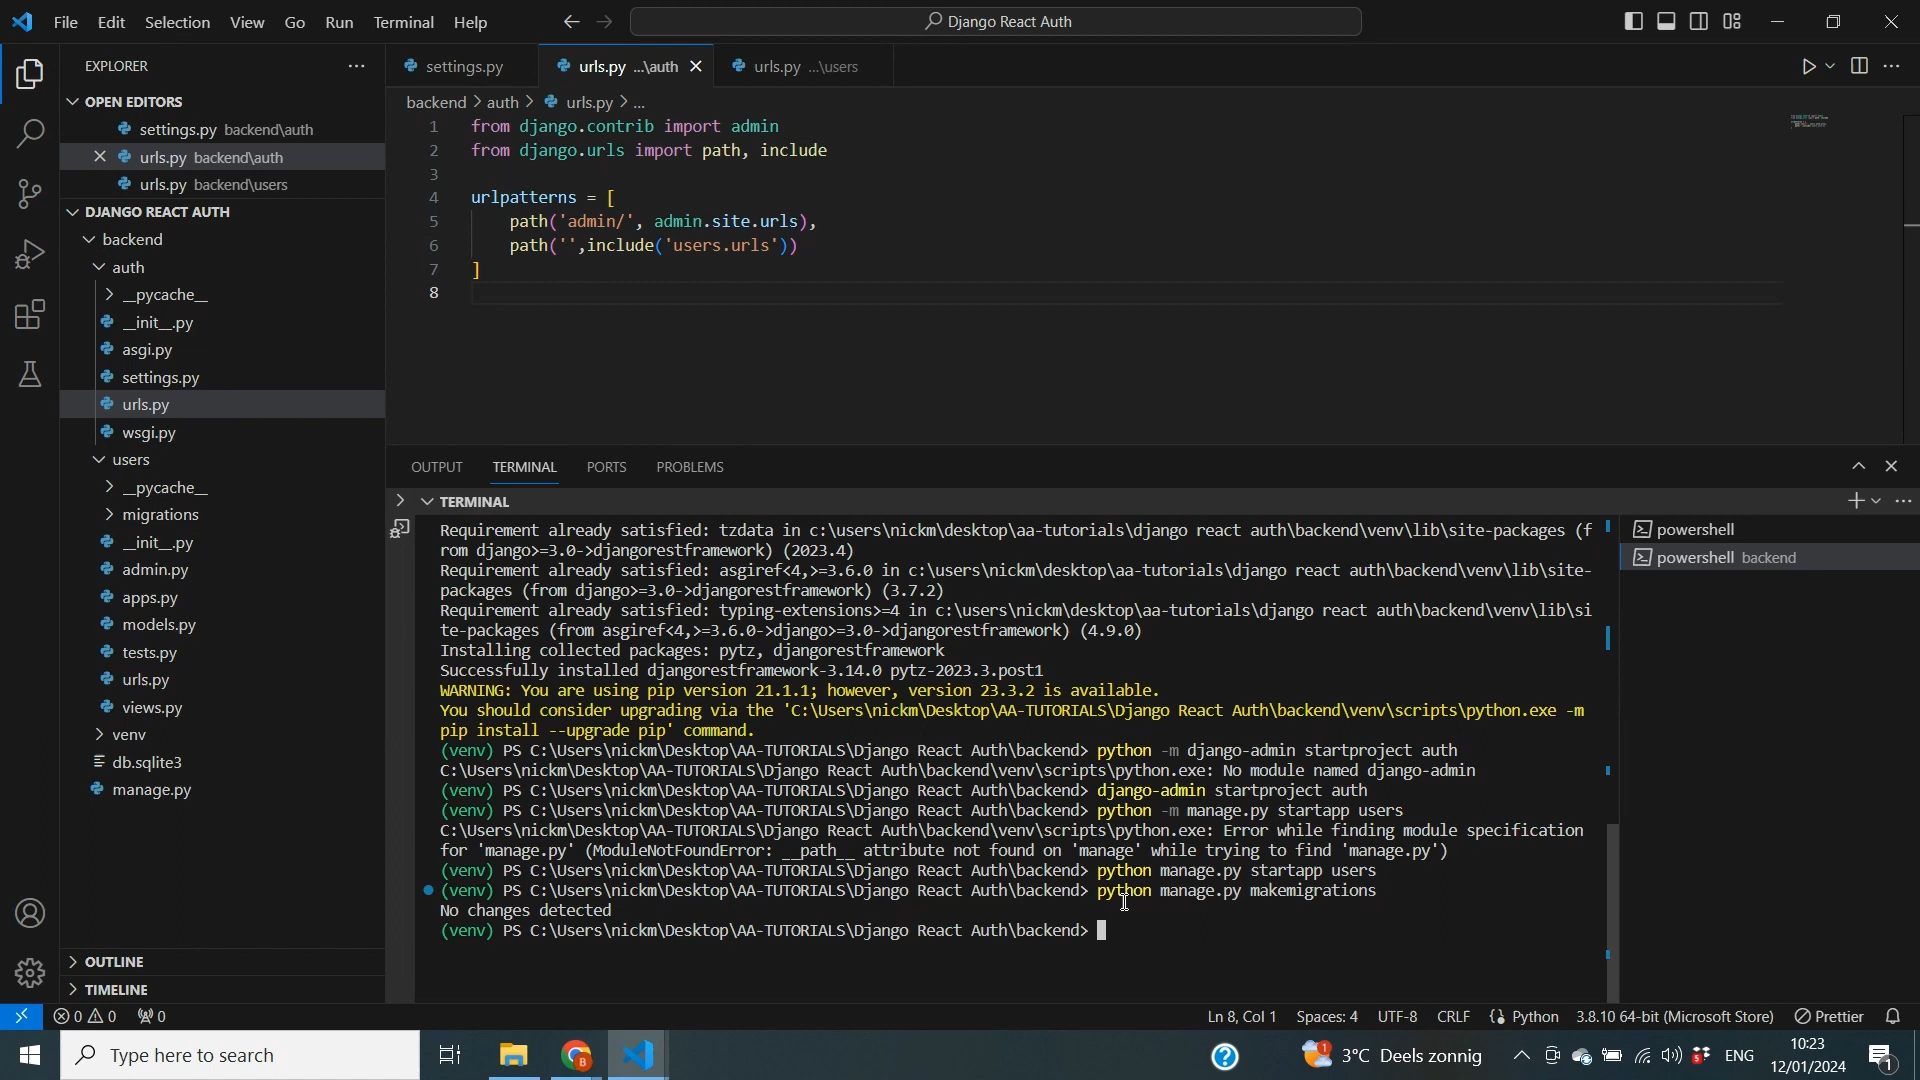 File Edit Selection View Go Run Terminal Help
Django React Auth
EXPLORER
OPEN EDITORS
settings.py backend\auth
urls.py backend\auth
urls.py backend\users
DJANGO REACT AUTH
backend
auth
__pycache__
__init__.py
asgi.py
settings.py
urls.py
wsgi.py
users
__pycache__
migrations
__init__.py
admin.py
apps.py
models.py
tests.py
urls.py
views.py
venv
db.sqlite3
manage.py
OUTLINE
TIMELINE
settings.py
urls.py ...\auth
urls.py ...\users
backend > auth > urls.py > ...
1 from django.contrib import admin
2 from django.urls import path, include
3
4 urlpatterns = [
5 path('admin/', admin.site.urls),
6 path('',include('users.urls'))
7 ]
8
OUTPUT TERMINAL PORTS PROBLEMS
TERMINAL
Requirement already satisfied: tzdata in c:\users\nickm\desktop\aa-tutorials\django react auth\backend\venv\lib\site-packages (f
rom django>=3.0->djangorestframework) (2023.4)
Requirement already satisfied: asgiref<4,>=3.6.0 in c:\users\nickm\desktop\aa-tutorials\django react auth\backend\venv\lib\site-
packages (from django>=3.0->djangorestframework) (3.7.2)
Requirement already satisfied: typing-extensions>=4 in c:\users\nickm\desktop\aa-tutorials\django react auth\backend\venv\lib\si
te-packages (from asgiref<4,>=3.6.0->django>=3.0->djangorestframework) (4.9.0)
Installing collected packages: pytz, djangorestframework
Successfully installed djangorestframework-3.14.0 pytz-2023.3.post1
WARNING: You are using pip version 21.1.1; however, version 23.3.2 is available.
You should consider upgrading via the 'C:\Users\nickm\Desktop\AA-TUTORIALS\Django React Auth\backend\venv\scripts\python.exe -m
pip install --upgrade pip' command.
(venv) PS C:\Users\nickm\Desktop\AA-TUTORIALS\Django React Auth\backend> python -m django-admin startproject auth
C:\Users\nickm\Desktop\AA-TUTORIALS\Django React Auth\backend\venv\scripts\python.exe: No module named django-admin
(venv) PS C:\Users\nickm\Desktop\AA-TUTORIALS\Django React Auth\backend> django-admin startproject auth
(venv) PS C:\Users\nickm\Desktop\AA-TUTORIALS\Django React Auth\backend> python -m manage.py startapp users
C:\Users\nickm\Desktop\AA-TUTORIALS\Django React Auth\backend\venv\scripts\python.exe: Error while finding module specification
for 'manage.py' (ModuleNotFoundError: __path__ attribute not found on 'manage' while trying to find 'manage.py')
(venv) PS C:\Users\nickm\Desktop\AA-TUTORIALS\Django React Auth\backend> python manage.py startapp users
(venv) PS C:\Users\nickm\Desktop\AA-TUTORIALS\Django React Auth\backend> python manage.py makemigrations
No changes detected
(venv) PS C:\Users\nickm\Desktop\AA-TUTORIALS\Django React Auth\backend>
powershell
powershell backend
0 0 0
Ln 8, Col 1 Spaces: 4 UTF-8 CRLF Python 3.8.10 64-bit (Microsoft Store) Prettier
Type here to search
3°C Deels zonnig
ENG
10:23
12/01/2024